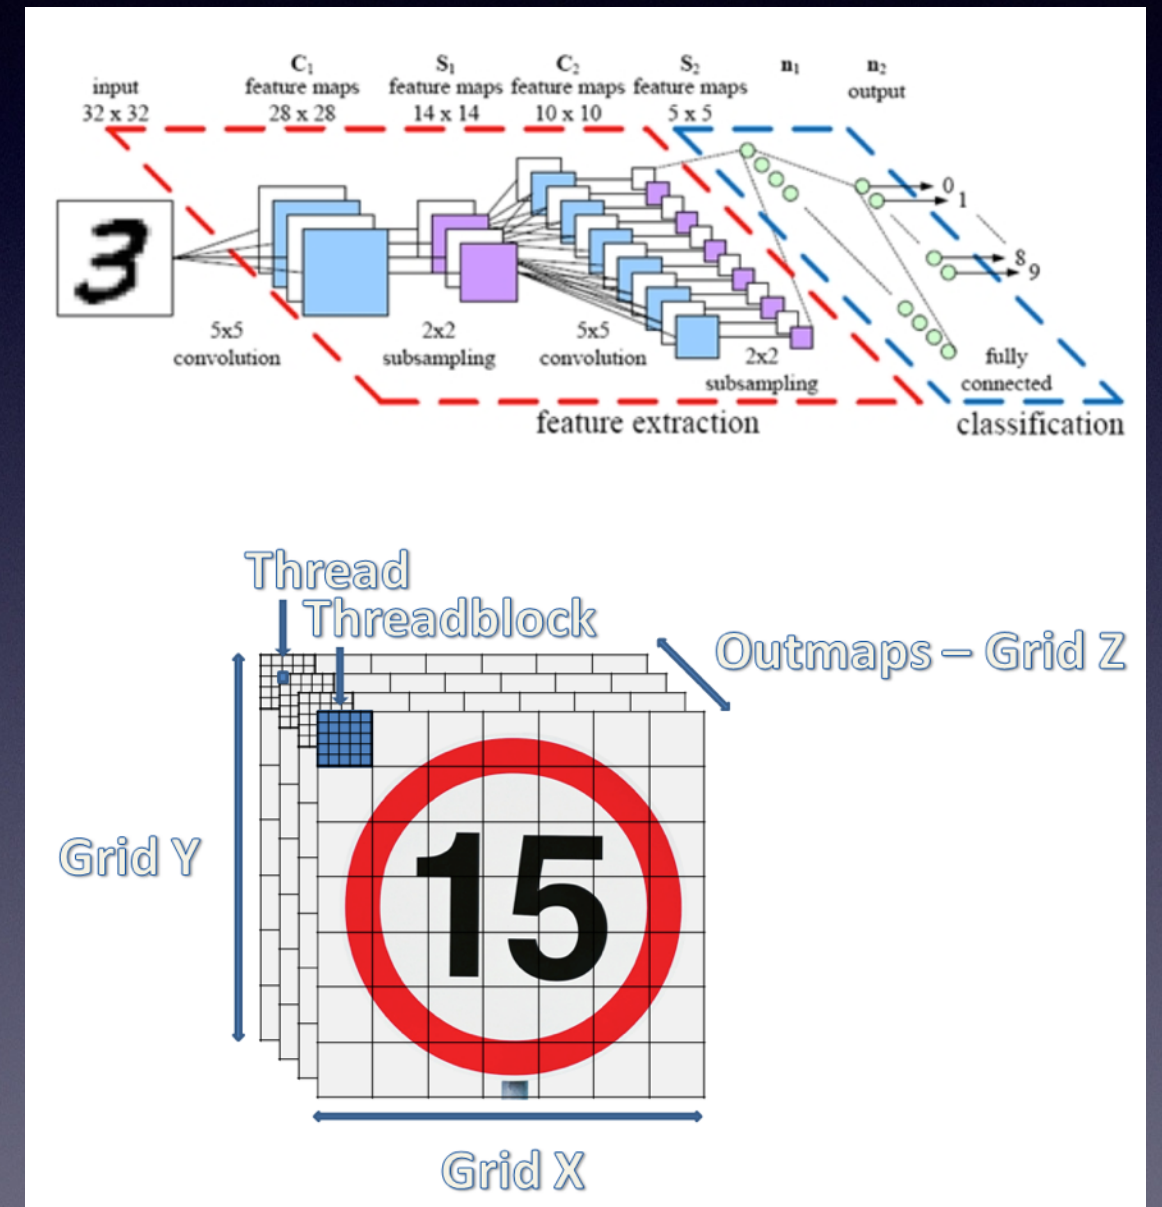 C1
S1
C2
S2
n1
n2
input
feature maps
feature maps
feature maps
feature maps
output
32 x 32
28 x 28
14 x 14
10 x 10
5 x 5
3
0
1
8
9
5x5
convolution
2x2
subsampling
5x5
convolution
2x2
subsampling
fully
connected
feature extraction
classification
Thread
Threadblock
Outmaps – Grid Z
Grid Y
15
Grid X